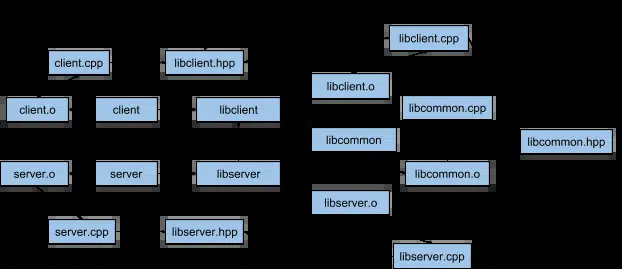 libclient.cpp
client.cpp
libclient.hpp
libclient.o
client.o
client
libclient
libcommon.cpp
libcommon
libcommon.hpp
server.o
server
libserver
libcommon.o
libserver.o
server.cpp
libserver.hpp
libserver.cpp